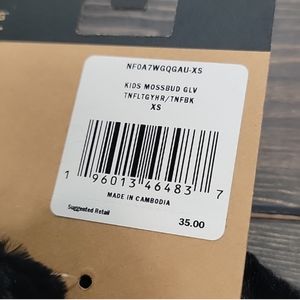 NF0A7WGQGAU-XS
KIDS MOSSBUD GLV
TNFLTGYHR/TNFBK
XS
1 96013 46483 7
MADE IN CAMBODIA
Suggested Retail
35.00